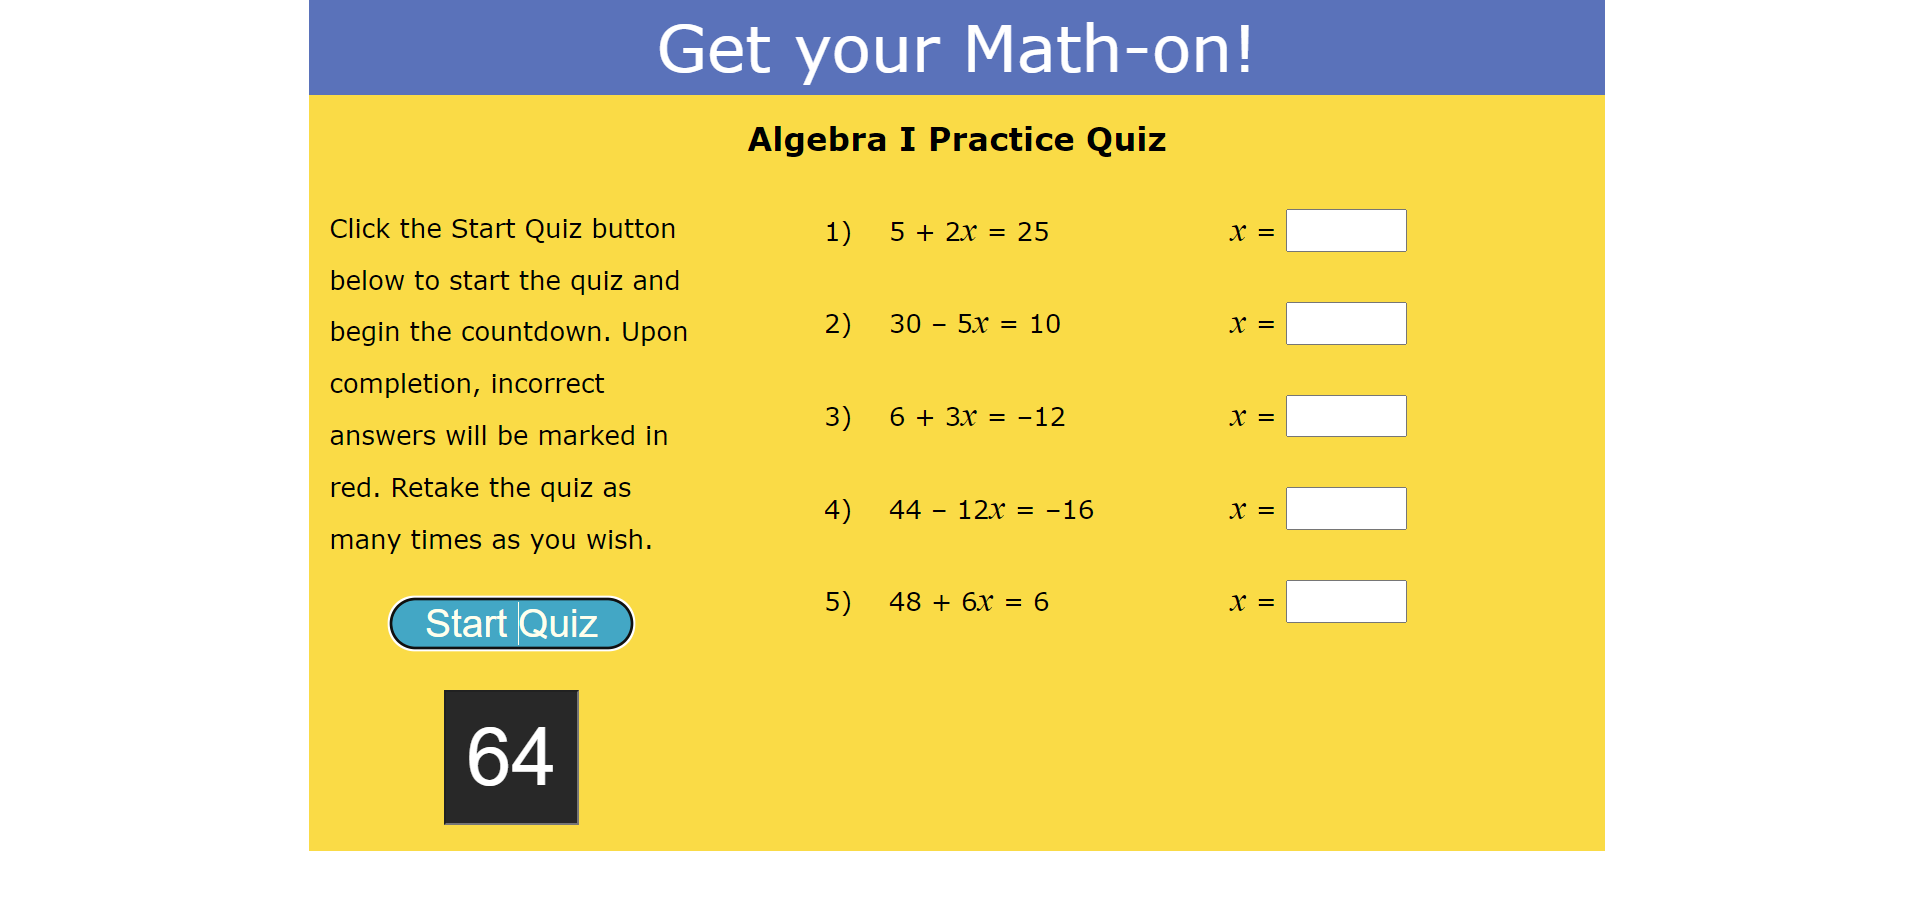 Get your Math-on!
Algebra I Practice Quiz
Click the Start Quiz button
below to start the quiz and
begin the countdown. Upon
completion, incorrect
answers will be marked in
red. Retake the quiz as
many times as you wish.
Start Quiz
64
1) 5 + 2x = 25 x =
2) 30 – 5x = 10 x =
3) 6 + 3x = –12 x =
4) 44 – 12x = –16 x =
5) 48 + 6x = 6 x =